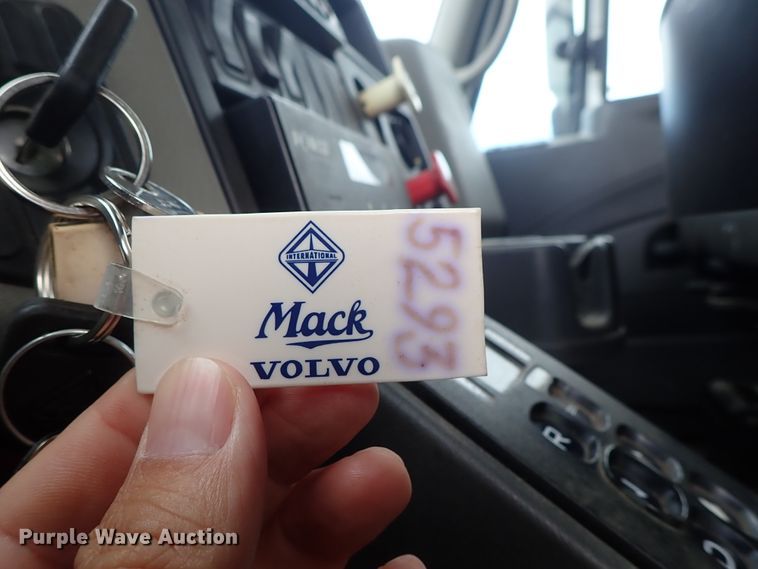 INTERNATIONAL
Mack
VOLVO
5293
R
Purple Wave Auction